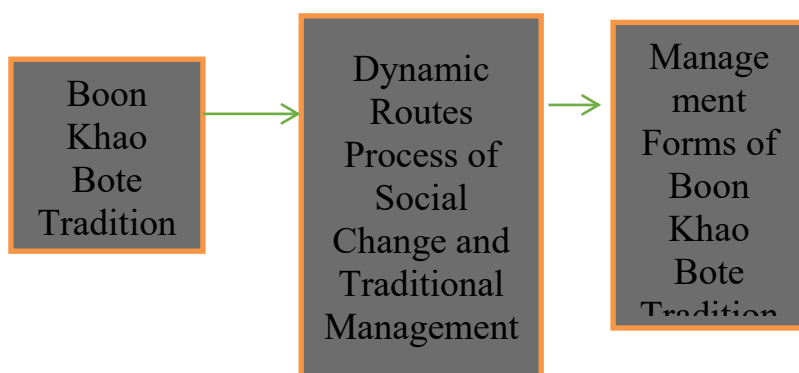 Boon
Khao
Bote
Tradition
Dynamic
Routes
Process of
Social
Change and
Traditional
Management
Manage
ment
Forms of
Boon
Khao
Bote
Tradition